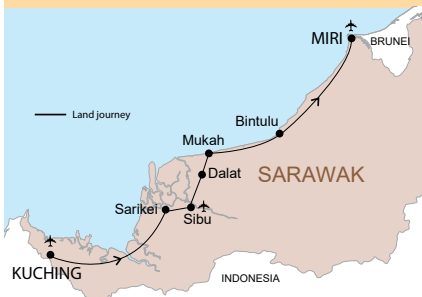 MIRI
BRUNEI
Land journey
Bintulu
Mukah
Dalat
SARAWAK
Sarikei
Sibu
KUCHING
INDONESIA